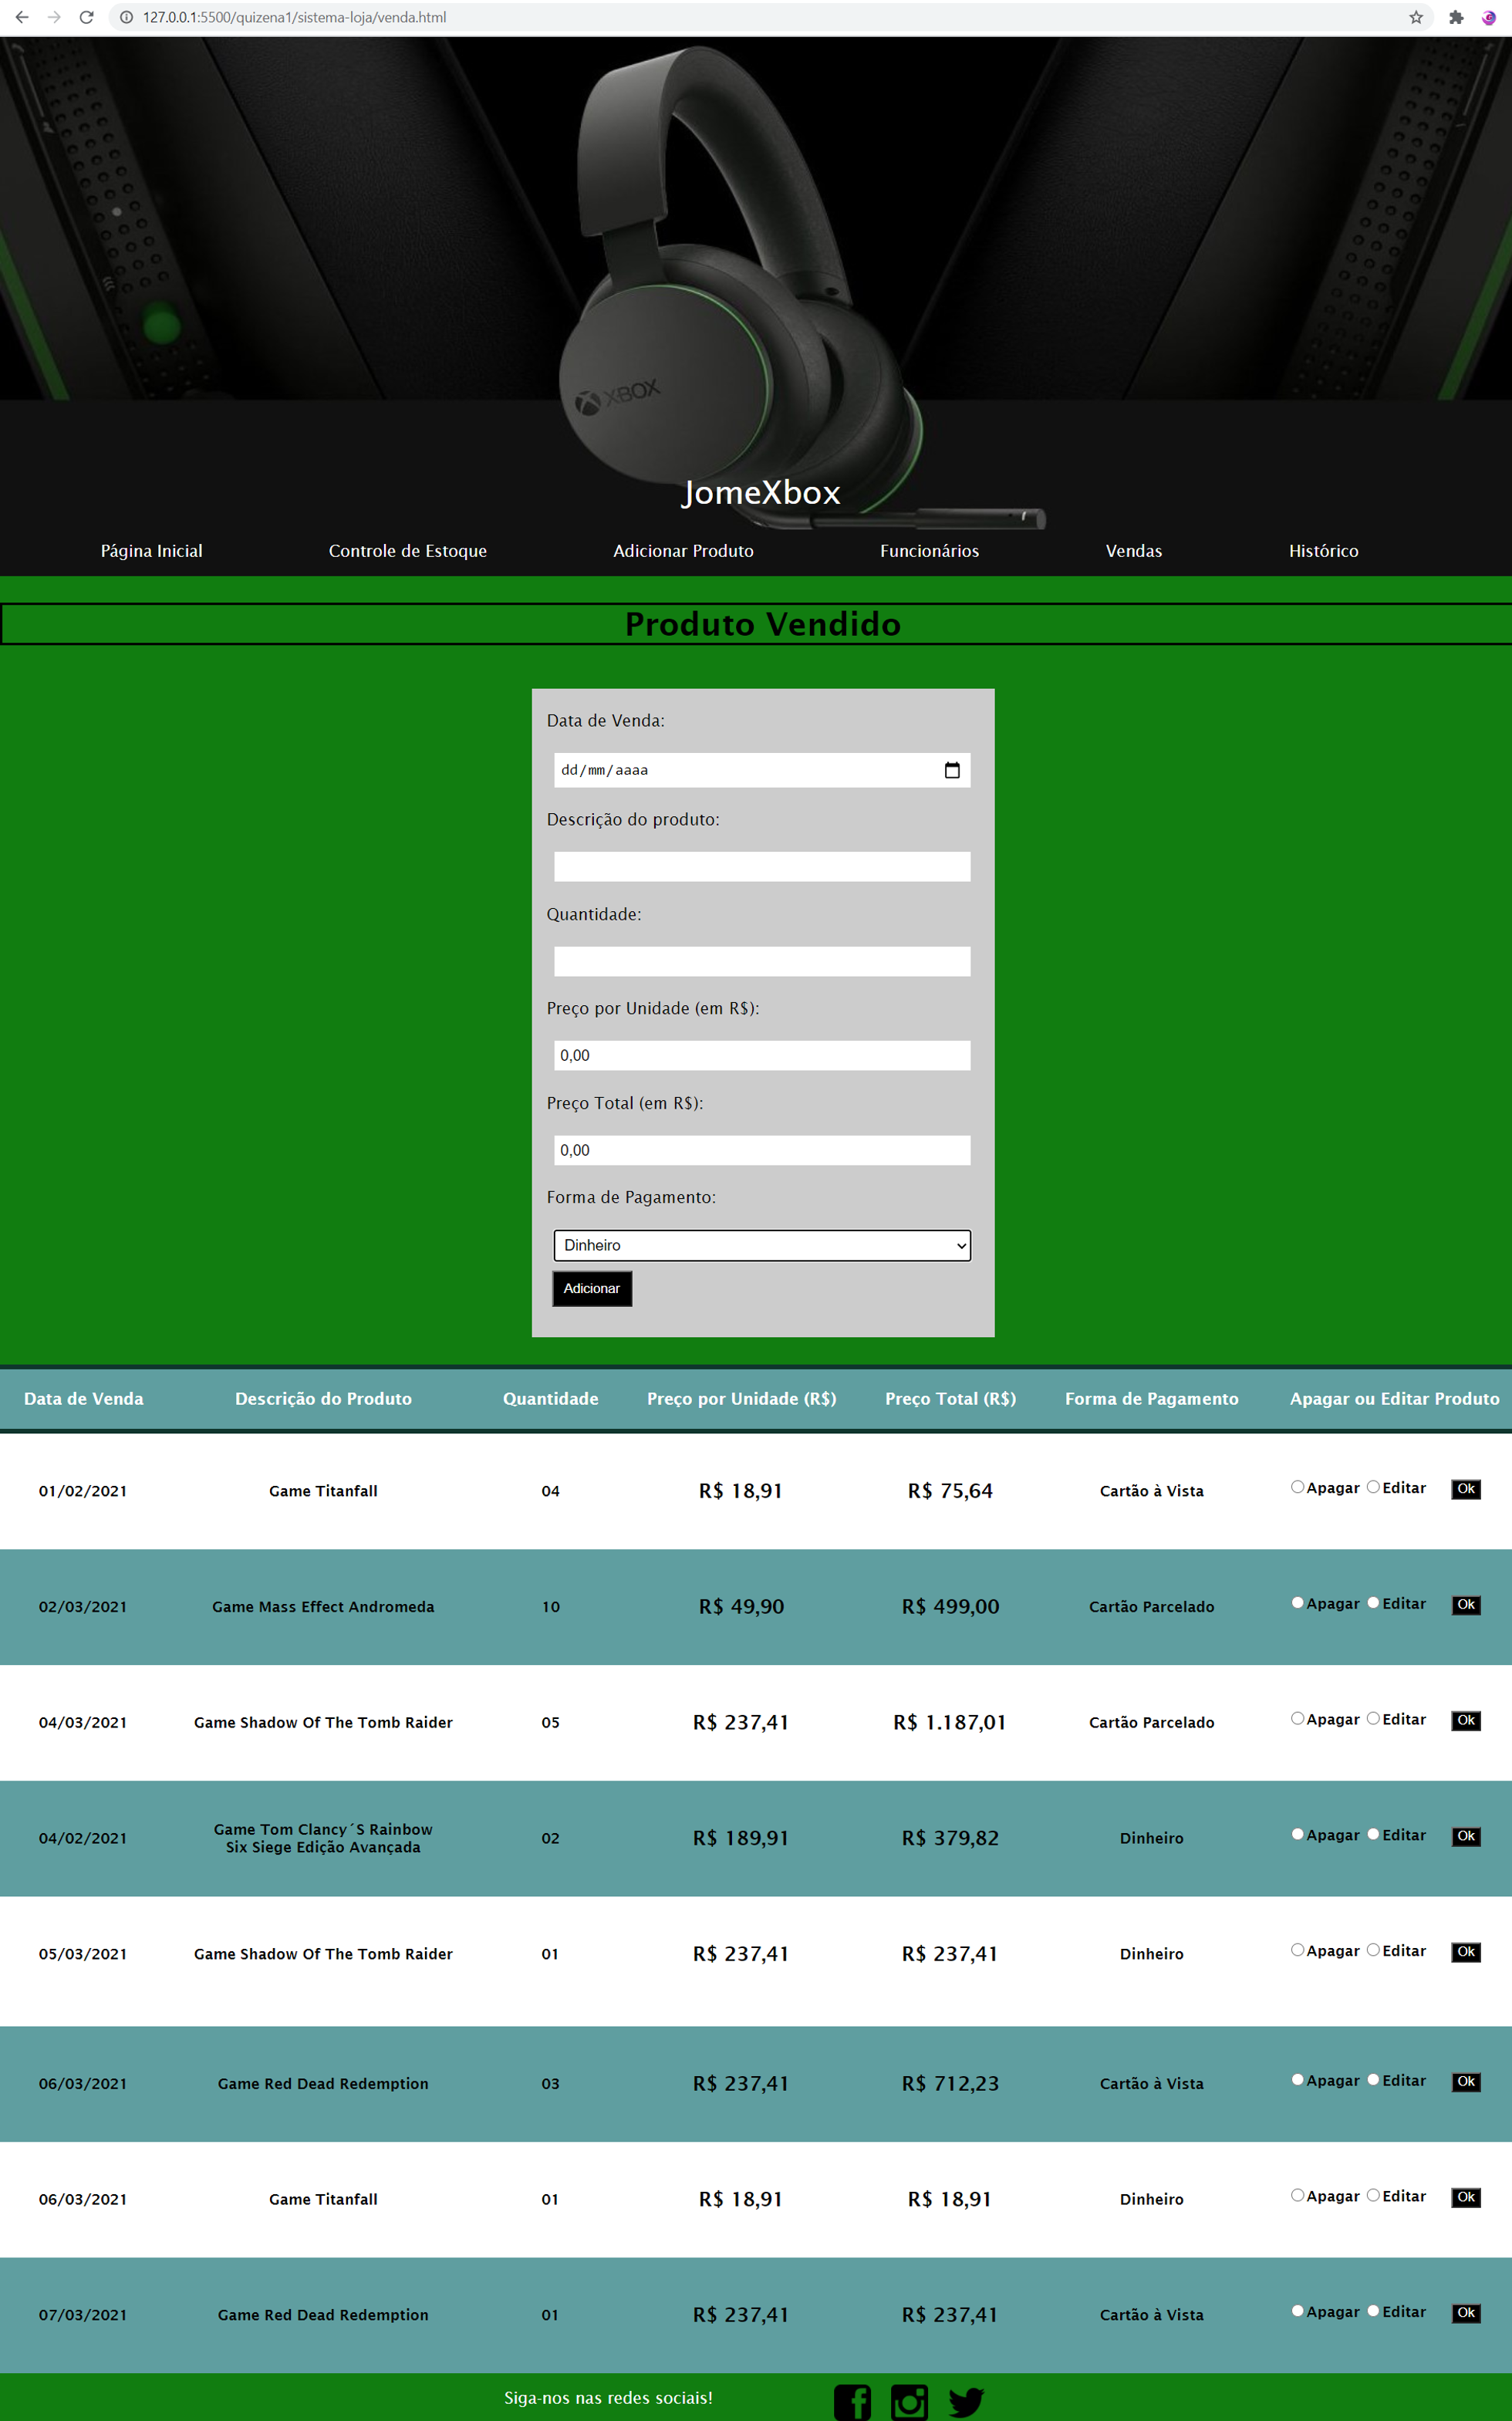 127.0.0.1:5500/quizena1/sistema-loja/venda.html
XBOX
JomeXbox
Página Inicial Controle de Estoque Adicionar Produto Funcionários Vendas Histórico
Produto Vendido
Data de Venda:
dd/mm/aaaa
Descrição do produto:
Quantidade:
Preço por Unidade (em R$):
0,00
Preço Total (em R$):
0,00
Forma de Pagamento:
Dinheiro
Adicionar
Data de Venda Descrição do Produto Quantidade Preço por Unidade (R$) Preço Total (R$) Forma de Pagamento Apagar ou Editar Produto
01/02/2021 Game Titanfall 04 R$ 18,91 R$ 75,64 Cartão à Vista Apagar Editar Ok
02/03/2021 Game Mass Effect Andromeda 10 R$ 49,90 R$ 499,00 Cartão Parcelado Apagar Editar Ok
04/03/2021 Game Shadow Of The Tomb Raider 05 R$ 237,41 R$ 1.187,01 Cartão Parcelado Apagar Editar Ok
04/02/2021 Game Tom Clancy´S Rainbow
Six Siege Edição Avançada 02 R$ 189,91 R$ 379,82 Dinheiro Apagar Editar Ok
05/03/2021 Game Shadow Of The Tomb Raider 01 R$ 237,41 R$ 237,41 Dinheiro Apagar Editar Ok
06/03/2021 Game Red Dead Redemption 03 R$ 237,41 R$ 712,23 Cartão à Vista Apagar Editar Ok
06/03/2021 Game Titanfall 01 R$ 18,91 R$ 18,91 Dinheiro Apagar Editar Ok
07/03/2021 Game Red Dead Redemption 01 R$ 237,41 R$ 237,41 Cartão à Vista Apagar Editar Ok
Siga-nos nas redes sociais!